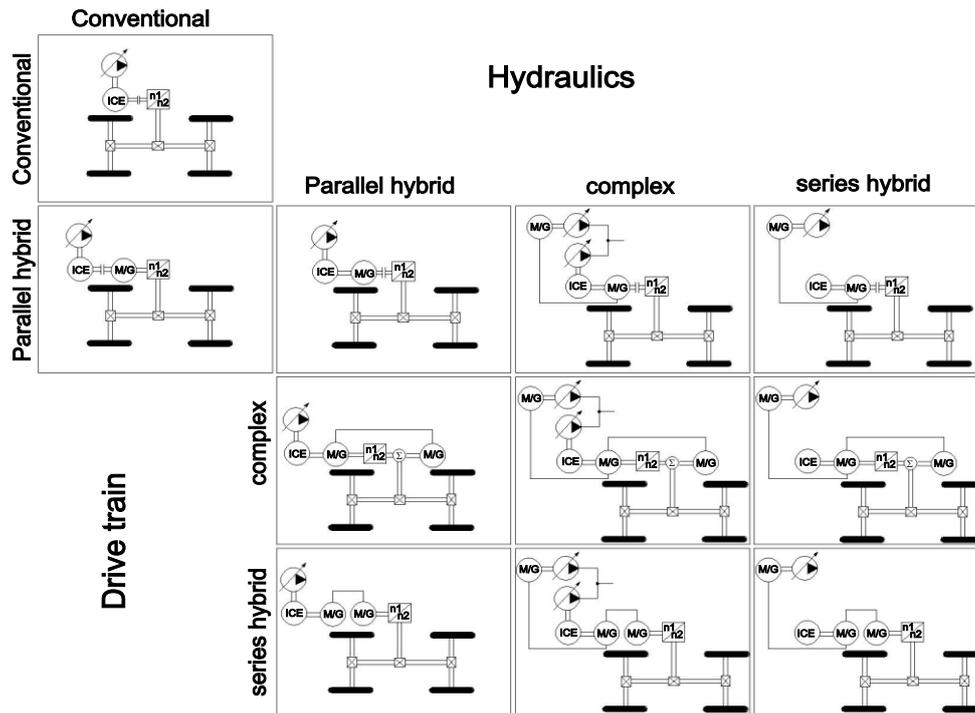 Conventional
Hydraulics
Conventional
ICE
n1
n2
Parallel hybrid
complex
series hybrid
Parallel hybrid
ICE
M/G
n1
n2
ICE
M/G
n1
n2
M/G
ICE
M/G
n1
n2
M/G
ICE
M/G
n1
n2
Drive train
complex
ICE
M/G
n1
n2
Σ
M/G
M/G
ICE
M/G
n1
n2
Σ
M/G
M/G
ICE
M/G
n1
n2
Σ
M/G
series hybrid
ICE
M/G
M/G
n1
n2
M/G
ICE
M/G
M/G
n1
n2
M/G
ICE
M/G
M/G
n1
n2